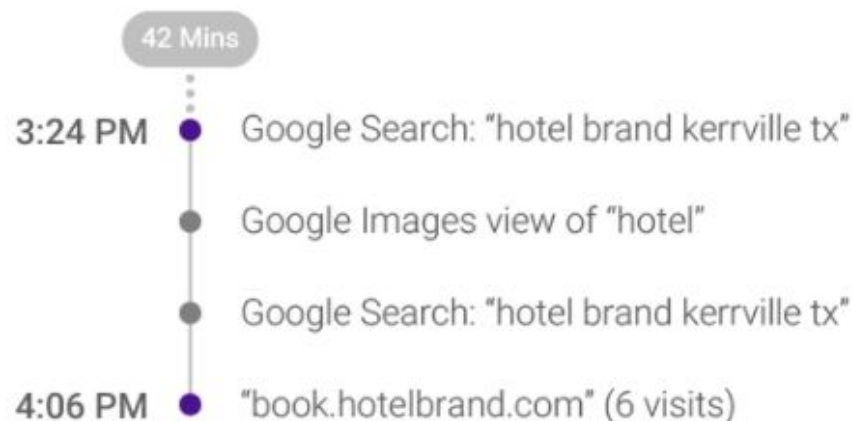 42 Mins
3:24 PM Google Search: “hotel brand kerrville tx”
Google Images view of “hotel”
Google Search: “hotel brand kerrville tx”
4:06 PM “book.hotelbrand.com” (6 visits)